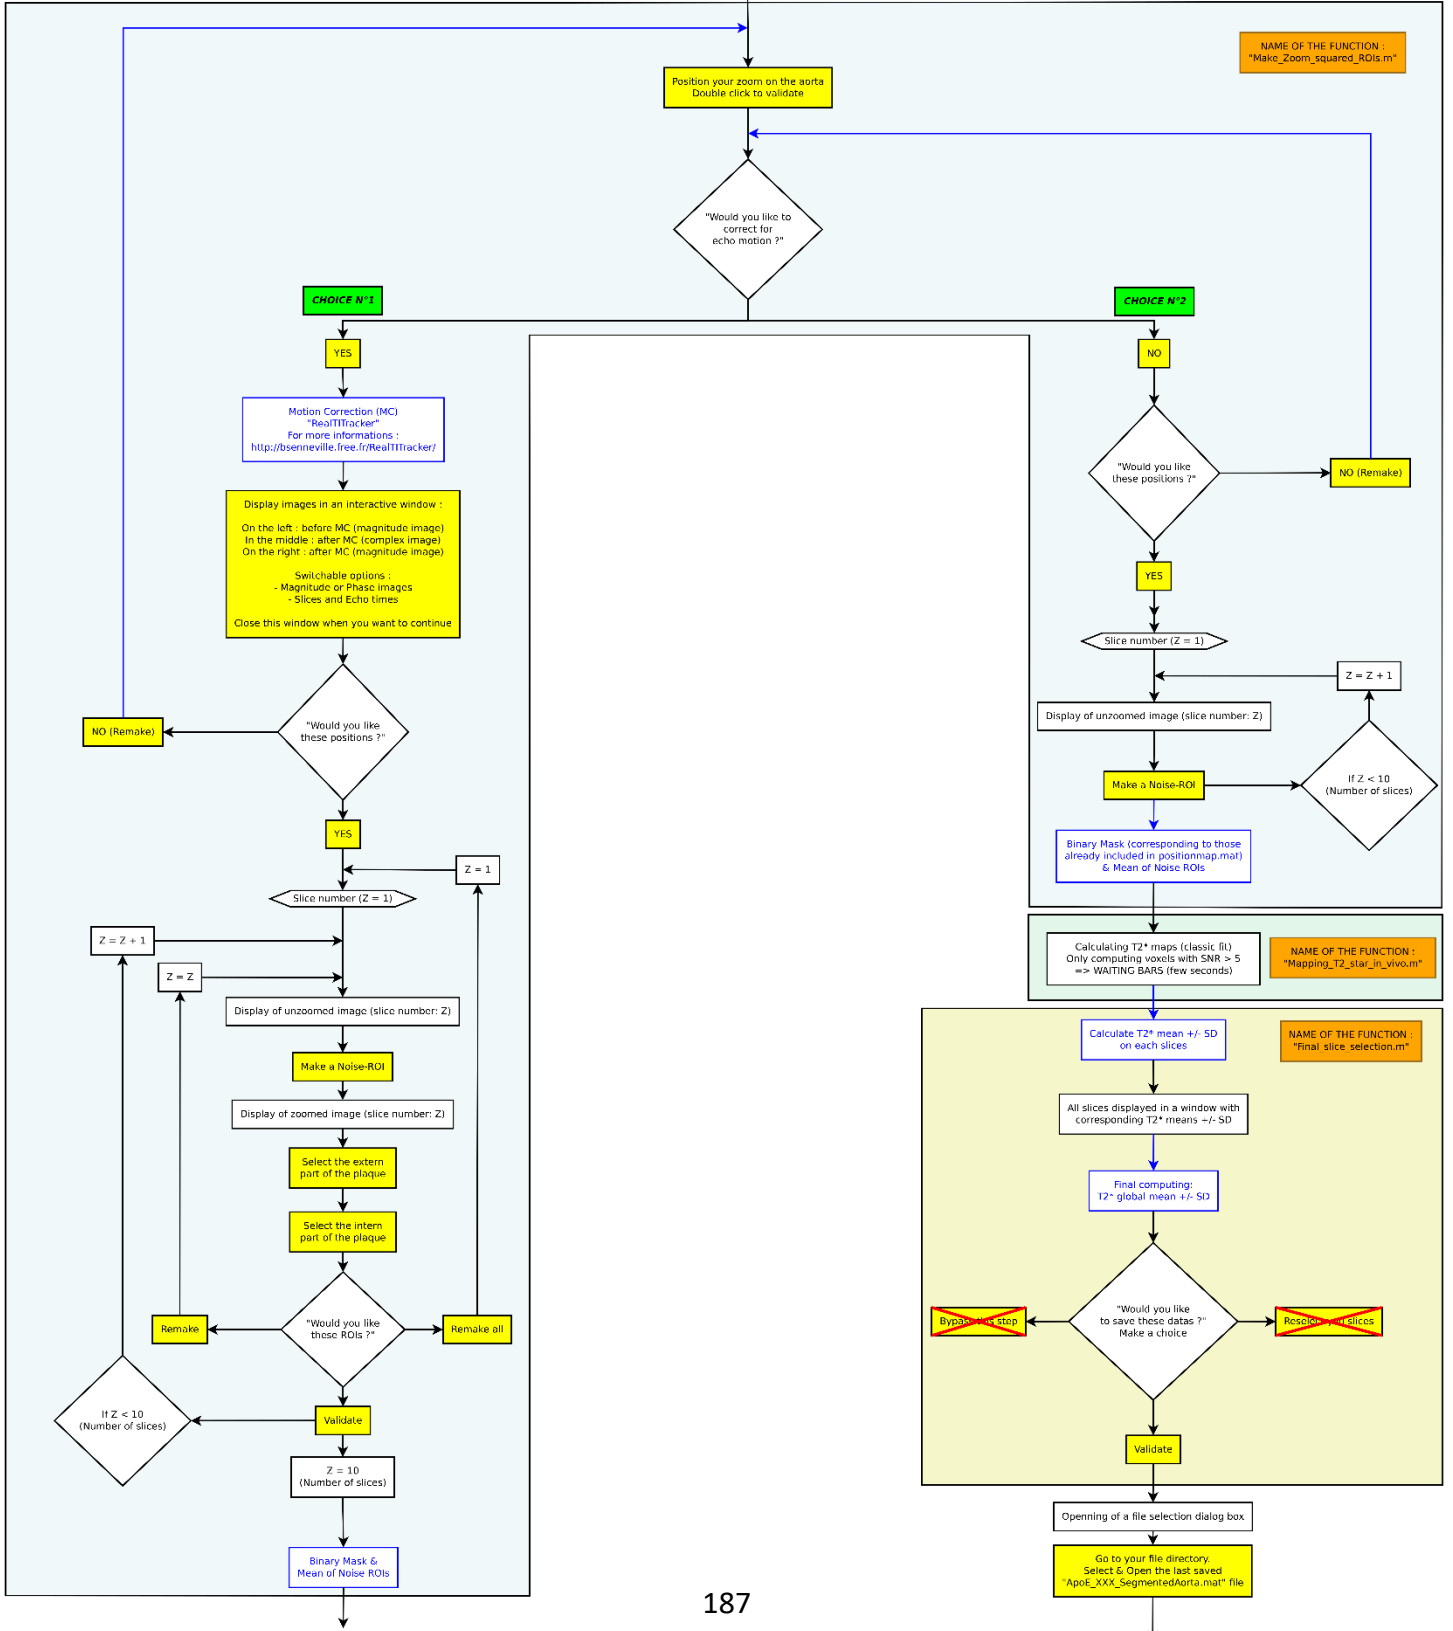 NAME OF THE FUNCTION :
"Make_Zoom_squared_ROIs.m"
Position your zoom on the aorta
Double click to validate
"Would you like to
correct for
echo motion ?"
CHOICE N°1
YES
Motion Correction (MC)
"RealTITracker"
For more informations :
http://bsenneville.free.fr/RealTITracker/
Display images in an interactive window :
On the left : before MC (magnitude image)
In the middle : after MC (complex image)
On the right : after MC (magnitude image)
Switchable options :
- Magnitude or Phase images
- Slices and Echo times
Close this window when you want to continue
"Would you like
these positions ?"
NO (Remake)
YES
Z = 1
Slice number (Z = 1)
Z = Z + 1
Z = Z
Display of unzoomed image (slice number: Z)
Make a Noise-ROI
Display of zoomed image (slice number: Z)
Select the extern
part of the plaque
Select the intern
part of the plaque
"Would you like
these ROIs ?"
Remake
Remake all
If Z < 10
(Number of slices)
Validate
Z = 10
(Number of slices)
Binary Mask &
Mean of Noise ROIs
CHOICE N°2
NO
"Would you like
these positions ?"
NO (Remake)
YES
Slice number (Z = 1)
Z = Z + 1
Display of unzoomed image (slice number: Z)
Make a Noise-ROI
If Z < 10
(Number of slices)
Binary Mask (corresponding to those
already included in positionmap.mat)
& Mean of Noise ROIs
Calculating T2* maps (classic fit)
Only computing voxels with SNR > 5
=> WAITING BARS (few seconds)
NAME OF THE FUNCTION :
"Mapping_T2_star_in_vivo.m"
Calculate T2* mean +/- SD
on each slices
NAME OF THE FUNCTION :
"Final_slice_selection.m"
All slices displayed in a window with
corresponding T2* means +/- SD
Final computing:
T2* global mean +/- SD
"Would you like
to save these datas ?"
Make a choice
Bypass this step
Reselect your slices
Validate
Openning of a file selection dialog box
Go to your file directory.
Select & Open the last saved
"ApoE_XXX_SegmentedAorta.mat" file
187